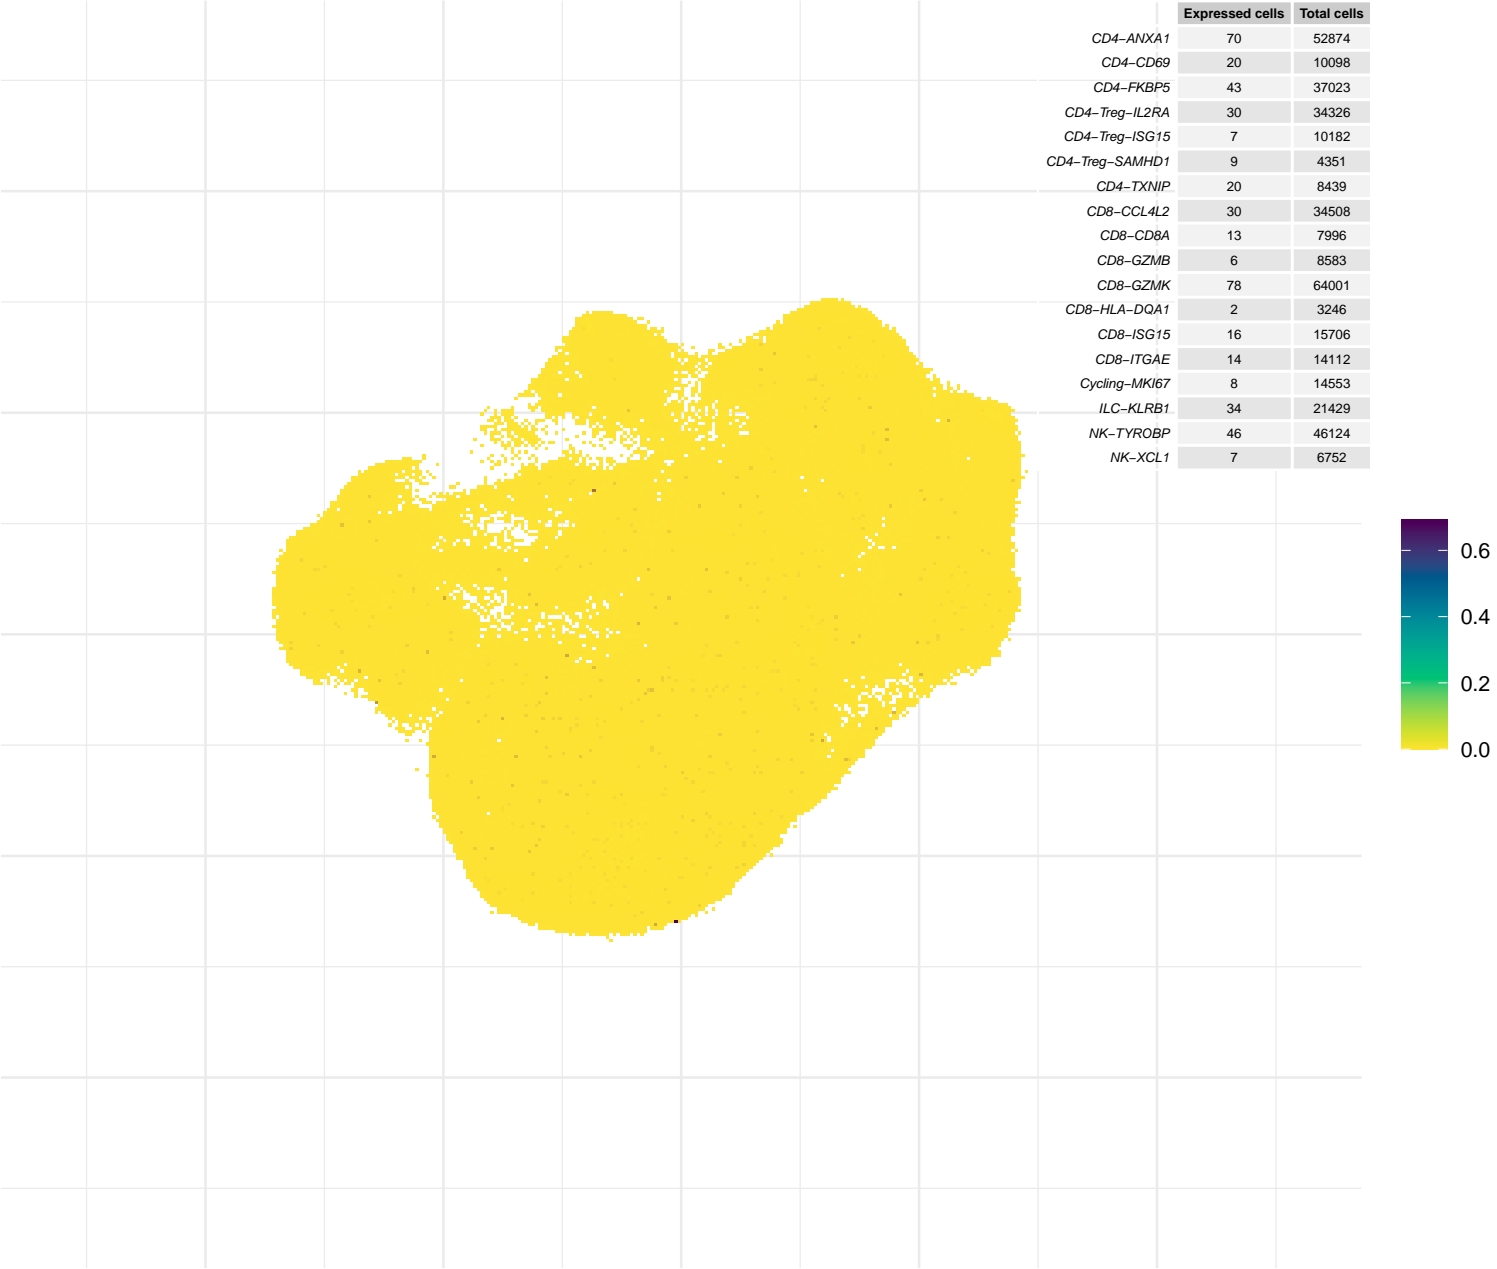 Expressed cells Total cells
CD4−ANXA1 70 52874
CD4−CD69 20 10098
CD4−FKBP5 43 37023
CD4−Treg−IL2RA 30 34326
CD4−Treg−ISG15 7 10182
CD4−Treg−SAMHD1 9 4351
CD4−TXNIP 20 8439
CD8−CCL4L2 30 34508
CD8−CD8A 13 7996
CD8−GZMB 6 8583
CD8−GZMK 78 64001
CD8−HLA−DQA1 2 3246
CD8−ISG15 16 15706
CD8−ITGAE 14 14112
Cycling−MKI67 8 14553
ILC−KLRB1 34 21429
NK−TYROBP 46 46124
NK−XCL1 7 6752
0.6
0.4
0.2
0.0